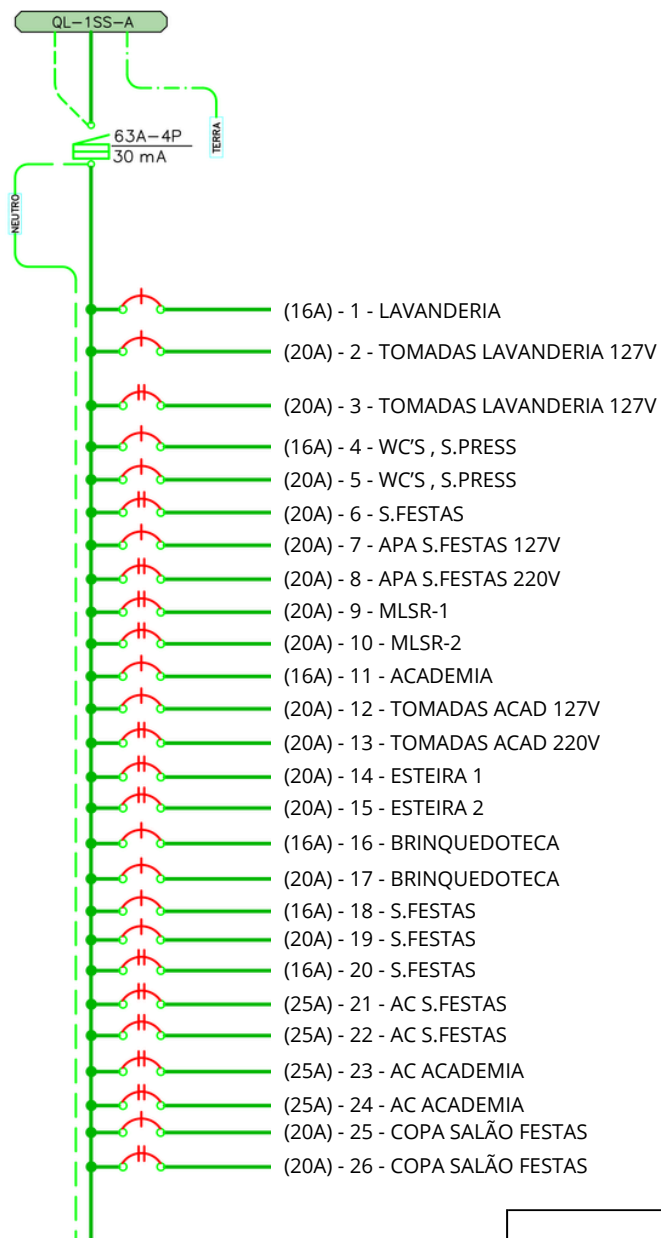 QL-1SS-A
63A-4P
30 mA
TERRA
NEUTRO
(16A) - 1 - LAVANDERIA
(20A) - 2 - TOMADAS LAVANDERIA 127V
(20A) - 3 - TOMADAS LAVANDERIA 127V
(16A) - 4 - WC'S , S.PRESS
(20A) - 5 - WC'S , S.PRESS
(20A) - 6 - S.FESTAS
(20A) - 7 - APA S.FESTAS 127V
(20A) - 8 - APA S.FESTAS 220V
(20A) - 9 - MLSR-1
(20A) - 10 - MLSR-2
(16A) - 11 - ACADEMIA
(20A) - 12 - TOMADAS ACAD 127V
(20A) - 13 - TOMADAS ACAD 220V
(20A) - 14 - ESTEIRA 1
(20A) - 15 - ESTEIRA 2
(16A) - 16 - BRINQUEDOTECA
(20A) - 17 - BRINQUEDOTECA
(16A) - 18 - S.FESTAS
(20A) - 19 - S.FESTAS
(16A) - 20 - S.FESTAS
(25A) - 21 - AC S.FESTAS
(25A) - 22 - AC S.FESTAS
(25A) - 23 - AC ACADEMIA
(25A) - 24 - AC ACADEMIA
(20A) - 25 - COPA SALÃO FESTAS
(20A) - 26 - COPA SALÃO FESTAS